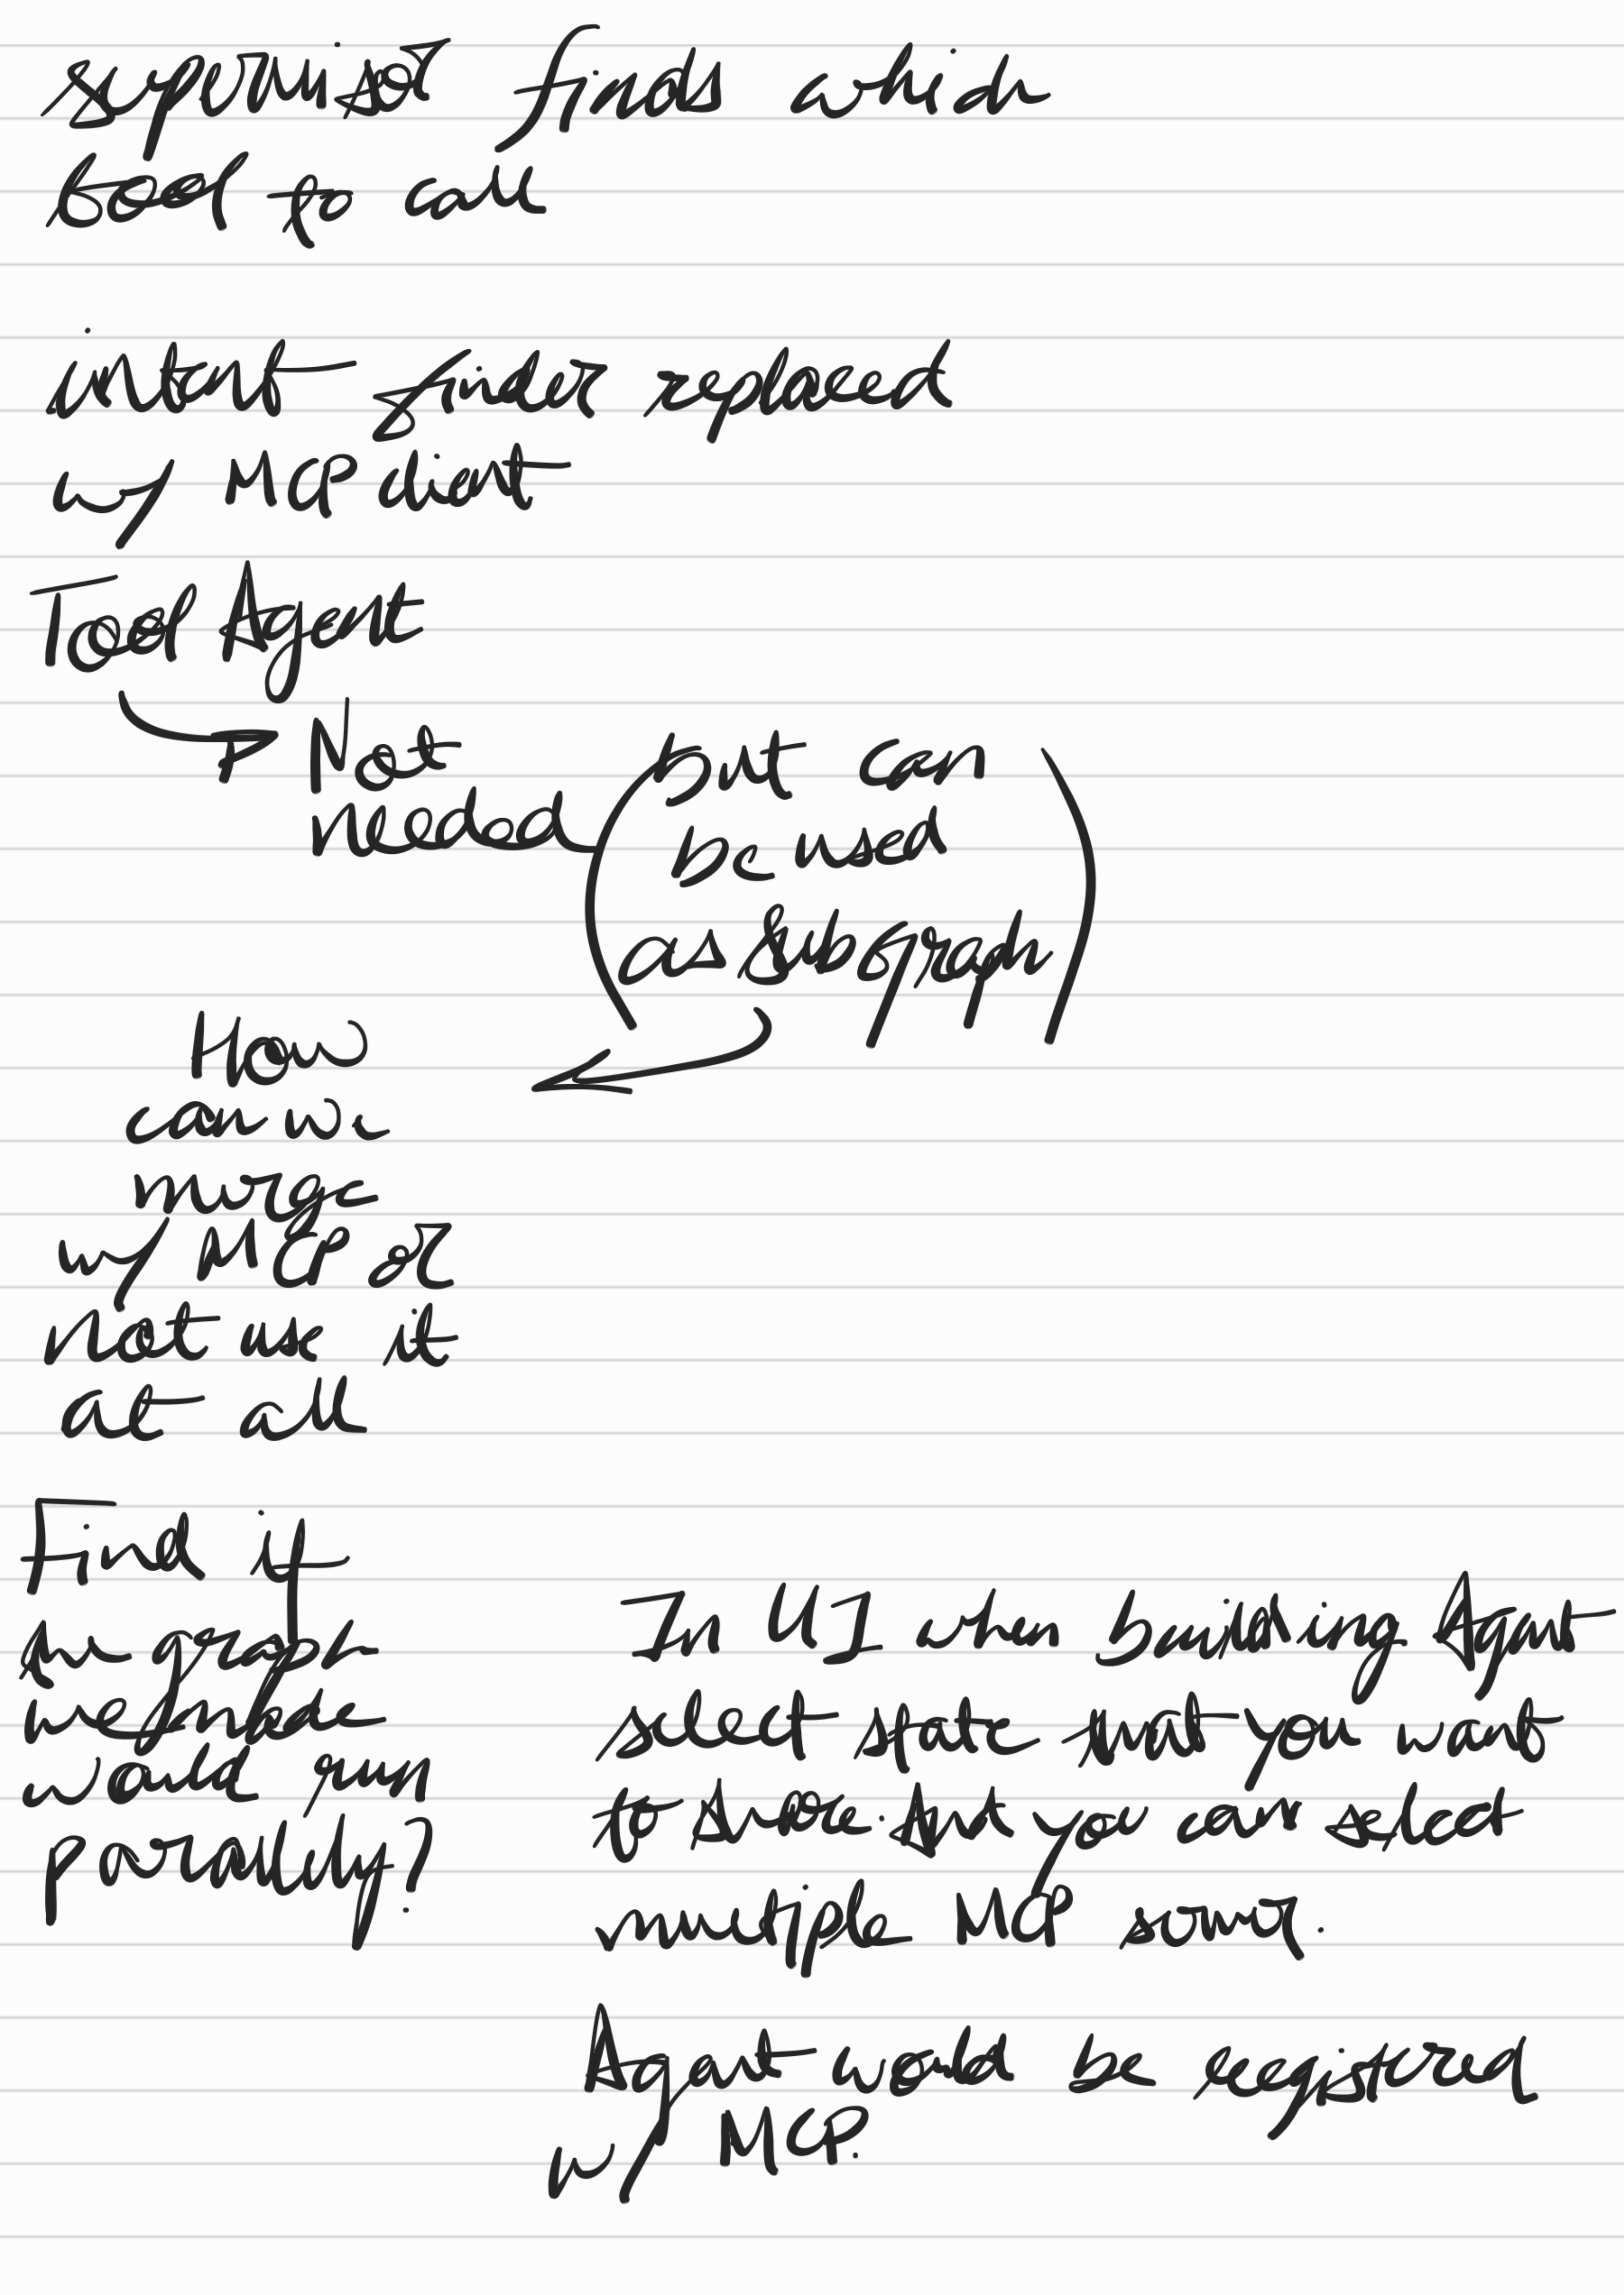 supervisor finds which
tool to call
intent finder replaced
w/ MCP client
Tool Agent
Not
needed
(but can
be used
as subgraph)
How
can we
merge
w/ MCP or
not use it
at all
Find if
our graph
we made
would run
parallely?
In UI when building Agent
select state that you want
to share. that you can select
multiple MCP server.
Agent would be registered
w/ MCP.